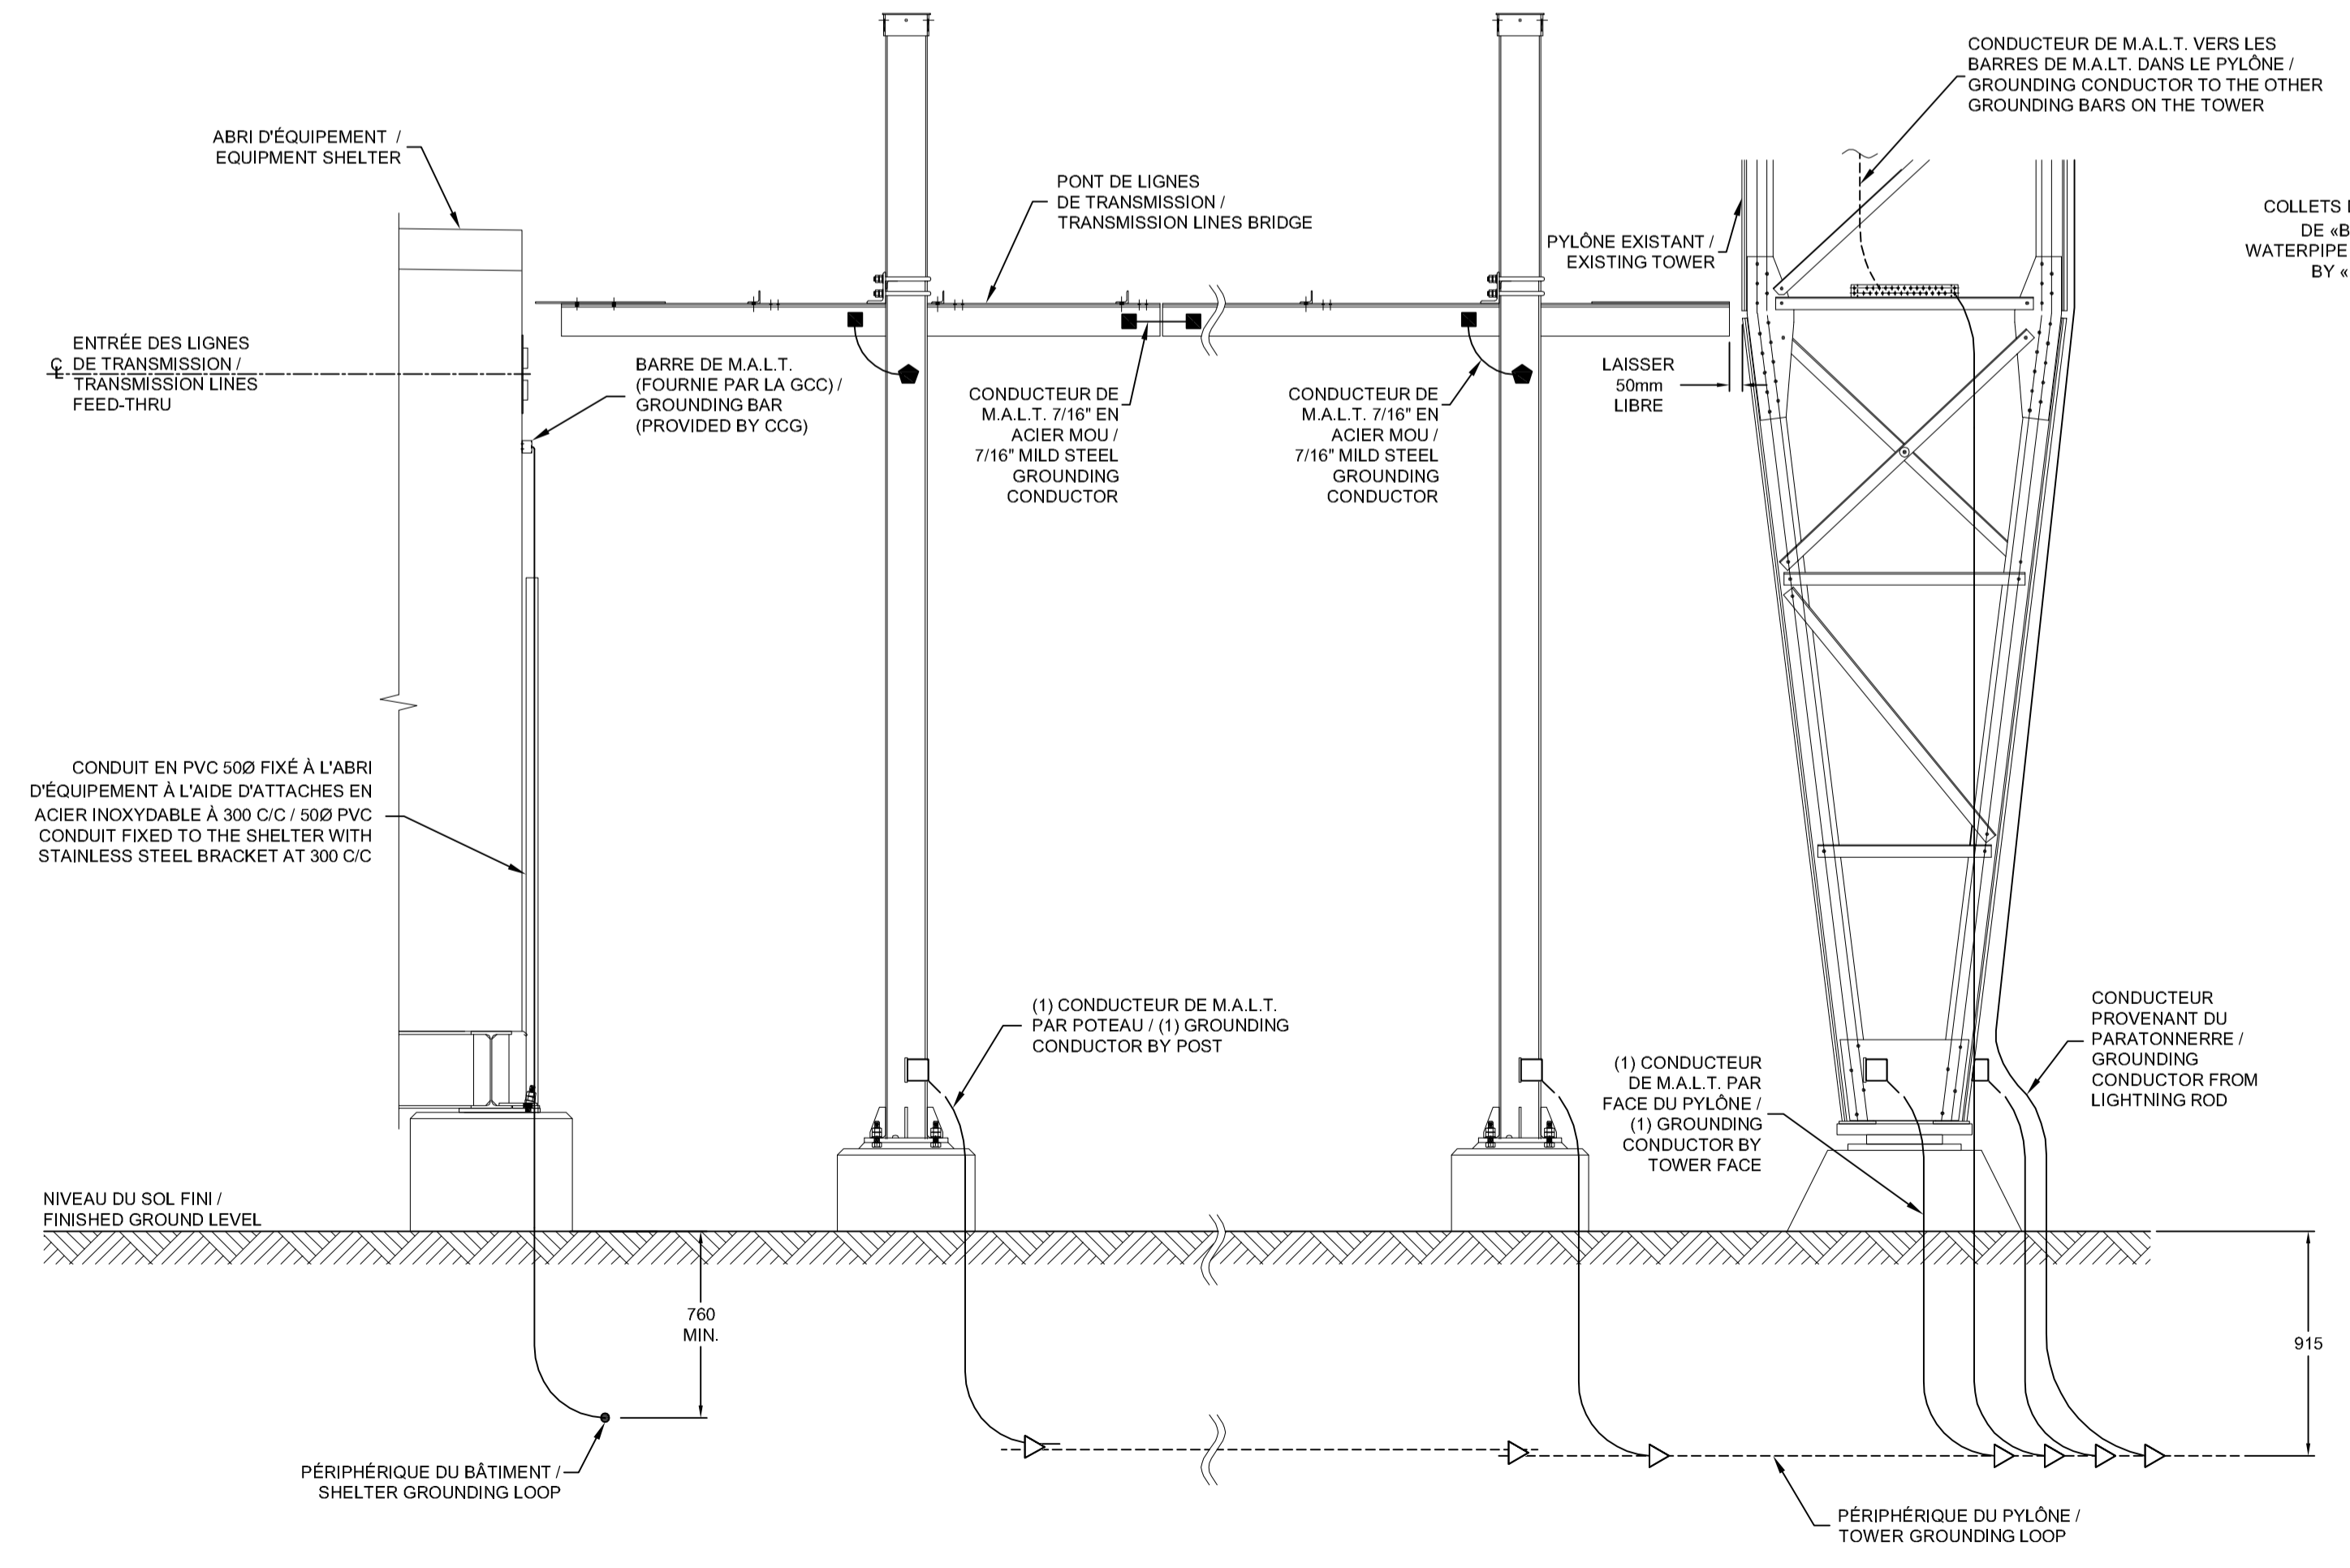 CONDUCTEUR DE M.A.L.T. VERS LES
BARRES DE M.A.LT. DANS LE PYLÔNE /
GROUNDING CONDUCTOR TO THE OTHER
GROUNDING BARS ON THE TOWER
ABRI D'ÉQUIPEMENT /
EQUIPMENT SHELTER
PONT DE LIGNES
DE TRANSMISSION /
TRANSMISSION LINES BRIDGE
PYLÔNE EXISTANT /
EXISTING TOWER
COLLETS
DE «B
WATERPIPE
BY «
ENTRÉE DES LIGNES
DE TRANSMISSION /
TRANSMISSION LINES
FEED-THRU
BARRE DE M.A.L.T.
(FOURNIE PAR LA GCC) /
GROUNDING BAR
(PROVIDED BY CCG)
CONDUCTEUR DE
M.A.L.T. 7/16" EN
ACIER MOU /
7/16" MILD STEEL
GROUNDING
CONDUCTOR
CONDUCTEUR DE
M.A.L.T. 7/16" EN
ACIER MOU /
7/16" MILD STEEL
GROUNDING
CONDUCTOR
LAISSER
50mm
LIBRE
CONDUIT EN PVC 50Ø FIXÉ À L'ABRI
D'ÉQUIPEMENT À L'AIDE D'ATTACHES EN
ACIER INOXYDABLE À 300 C/C / 50Ø PVC
CONDUIT FIXED TO THE SHELTER WITH
STAINLESS STEEL BRACKET AT 300 C/C
(1) CONDUCTEUR DE M.A.L.T.
PAR POTEAU / (1) GROUNDING
CONDUCTOR BY POST
(1) CONDUCTEUR
DE M.A.L.T. PAR
FACE DU PYLÔNE /
(1) GROUNDING
CONDUCTOR BY
TOWER FACE
CONDUCTEUR
PROVENANT DU
PARATONNERRE /
GROUNDING
CONDUCTOR FROM
LIGHTNING ROD
NIVEAU DU SOL FINI /
FINISHED GROUND LEVEL
760
MIN.
915
PÉRIPHÉRIQUE DU BÂTIMENT /
SHELTER GROUNDING LOOP
PÉRIPHÉRIQUE DU PYLÔNE /
TOWER GROUNDING LOOP